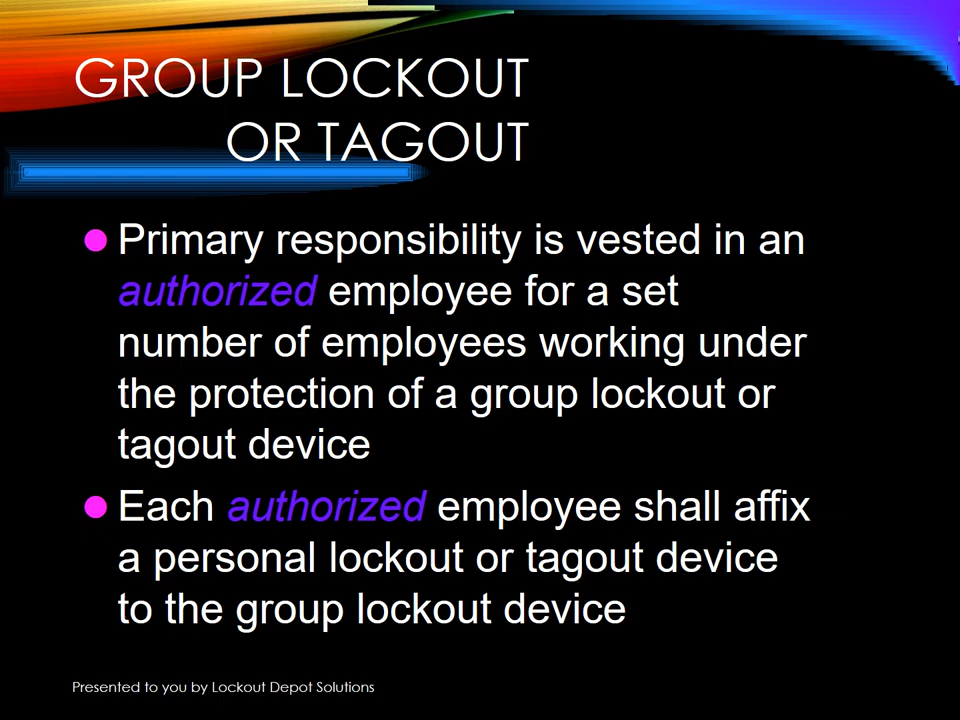 GROUP LOCKOUT
OR TAGOUT
Primary responsibility is vested in an
authorized employee for a set
number of employees working under
the protection of a group lockout or
tagout device
Each authorized employee shall affix
a personal lockout or tagout device
to the group lockout device
Presented to you by Lockout Depot Solutions